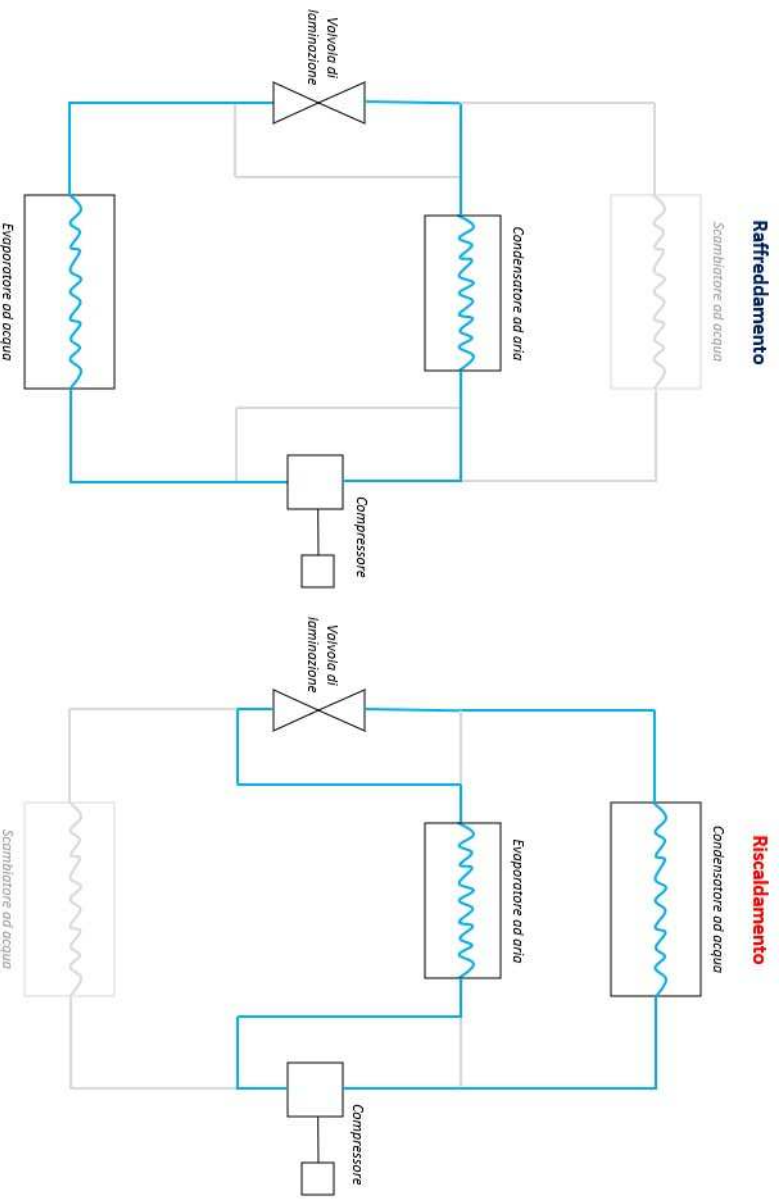 Raffreddamento
Scambiatore ad acqua
Condensatore ad aria
Valvola di
laminazione
Compressore
Evaporatore ad acqua
Riscaldamento
Condensatore ad acqua
Evaporatore ad aria
Valvola di
laminazione
Compressore
Scambiatore ad acqua